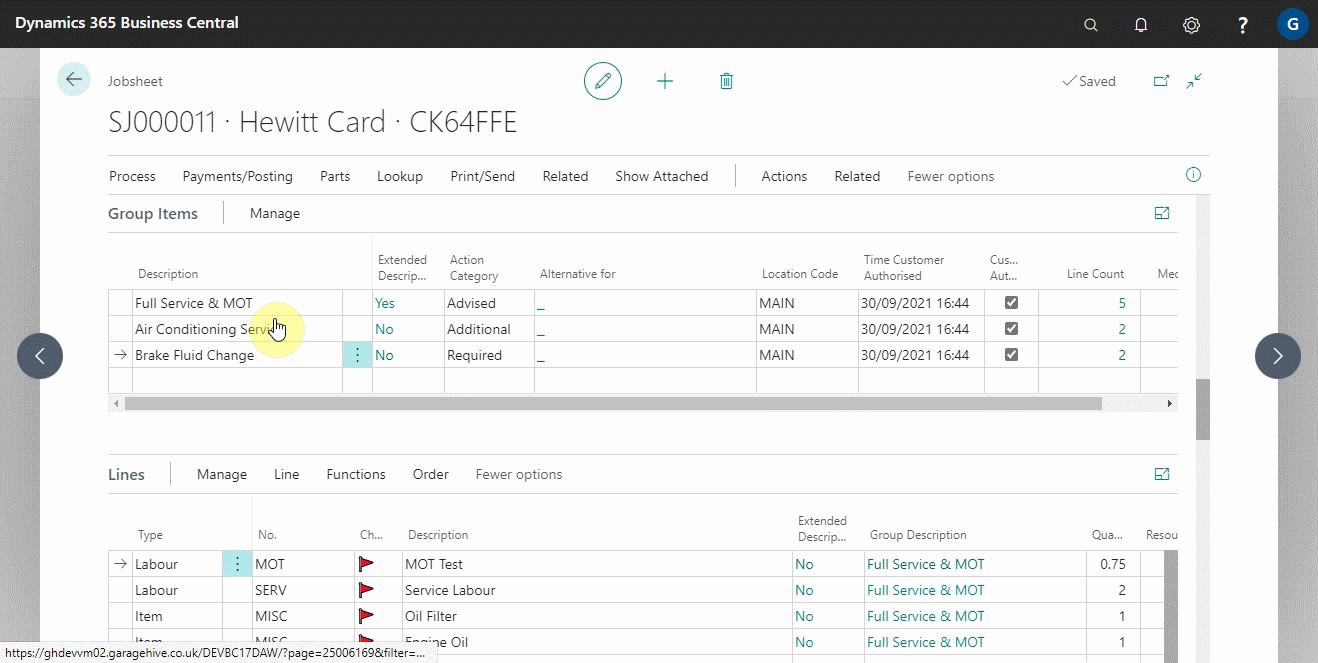 Dynamics 365 Business Central
?
G
Jobsheet
Saved
SJ000011 · Hewitt Card · CK64FFE
Process Payments/Posting Parts Lookup Print/Send Related Show Attached Actions Related Fewer options
Group Items Manage
Description Extended Descrip... Action Category Alternative for Location Code Time Customer Authorised Cus... Aut... Line Count
Full Service & MOT Yes Advised _ MAIN 30/09/2021 16:44 5
Air Conditioning Servi No Additional _ MAIN 30/09/2021 16:44 2
Brake Fluid Change No Required _ MAIN 30/09/2021 16:44 2
Lines Manage Line Functions Order Fewer options
Type No. Ch... Description Extended Descrip... Group Description Qua... Resou
Labour MOT MOT Test No Full Service & MOT 0.75
Labour SERV Service Labour No Full Service & MOT 2
Item MISC Oil Filter No Full Service & MOT 1
Item MISC Engine Oil No Full Service & MOT 1
https://ghdevvm02.garagehive.co.uk/DEVBC17DAW/?page=25006169&filter=...